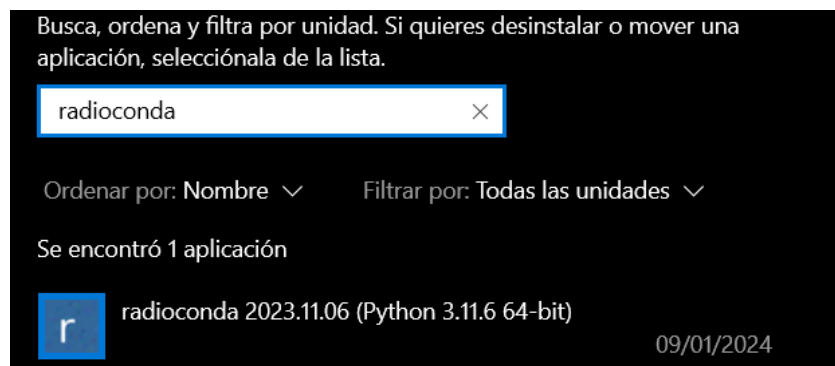 Busca, ordena y filtra por unidad. Si quieres desinstalar o mover una
aplicación, selecciónala de la lista.
radioconda
Ordenar por: Nombre Filtrar por: Todas las unidades
Se encontró 1 aplicación
r radioconda 2023.11.06 (Python 3.11.6 64-bit)
09/01/2024